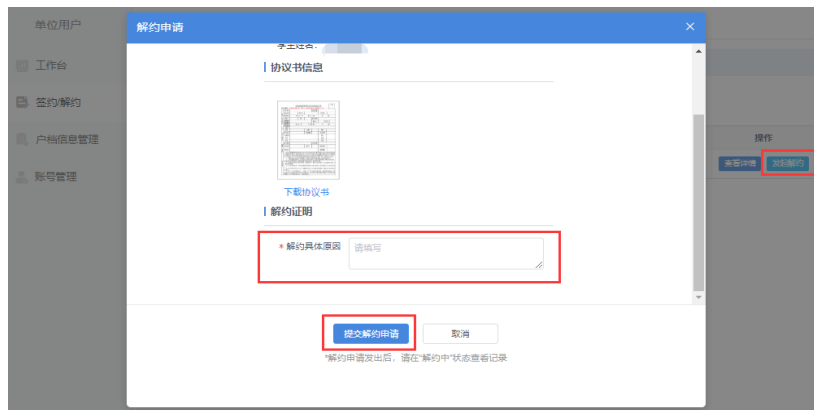 单位用户
解约申请
×
学生姓名:
工作台
协议书信息
签约/解约
户档信息管理
操作
查看详情
发起解约
账号管理
下载协议书
解约证明
* 解约具体原因
请填写
提交解约申请
取消
*解约申请发出后，请在"解约中"状态查看记录